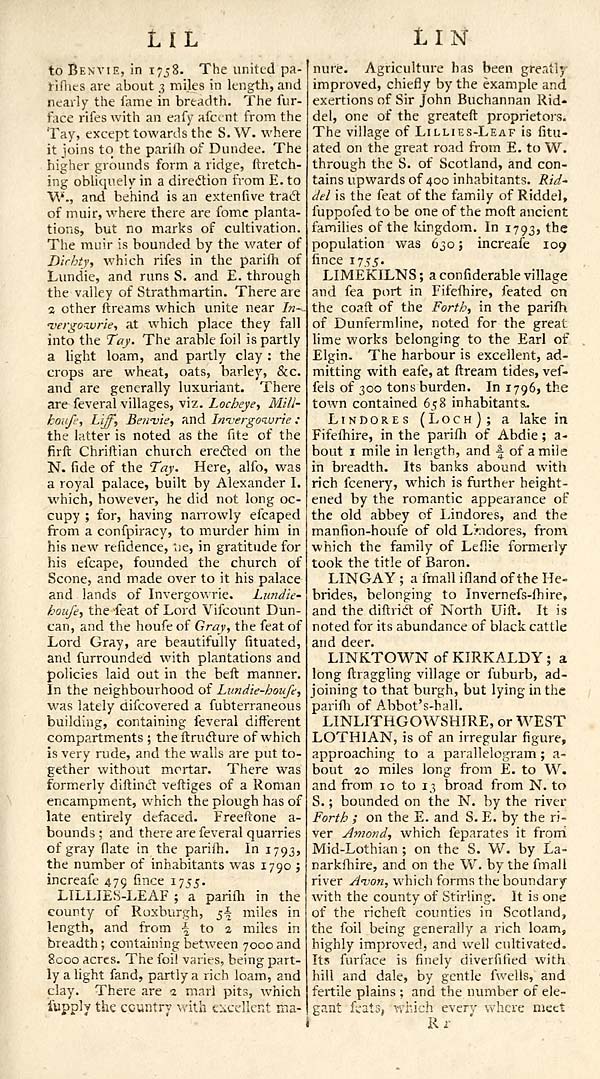 LIL
to BENVIE, in 1758. The united pa-
rishes are about 3 miles in length, and
nearly the same in breadth. The sur-
face rises with an easy ascent from the
Tay, except towards the S. W. where
it joins to the parish of Dundee. The
higher grounds form a ridge, stretch-
ing obliquely in a direction from E. to
W., and behind is an extensive tract
of muir, where there are some planta-
tions, but no marks of cultivation.
The muir is bounded by the water of
Dichty, which rises in the parish of
Lundie, and runs S. and E. through
the valley of Strathmartin. There are
2 other streams which unite near In-
vergowrie, at which place they fall
into the Tay. The arable soil is partly
a light loam, and partly clay: the
crops are wheat, oats, barley, &c.
and are generally luxuriant. There
are several villages, viz. Locheye, Mill-
house, Liff, Benvie, and Invergowrie:
the latter is noted as the site of the
first Christian church erected on the
N. side of the Tay. Here, also, was
a royal palace, built by Alexander I.
which, however, he did not long oc-
cupy; for, having narrowly escaped
from a conspiracy, to murder him in
his new residence, he, in gratitude for
his escape, founded the church of
Scone, and made over to it his palace
and lands of Invergowrie. Lundie-
house, the seat of Lord Viscount Dun-
can, and the house of Gray, the seat of
Lord Gray, are beautifully situated,
and surrounded with plantations and
policies laid out in the best manner.
In the neighbourhood of Lundie-house,
was lately discovered a subterraneous
building, containing several different
compartments; the structure of which
is very rude, and the walls are put to-
gether without mortar. There was
formerly distinct vestiges of a Roman
encampment, which the plough has of
late entirely defaced. Freestone a-
bounds; and there are several quarries
of gray slate in the parish. In 1793,
the number of inhabitants was 1790;
increase 479 since 1755.
LILLIES-LEAF; a parish in the
county of Roxburgh, 5½ miles in
length, and from ½ to 2 miles in
breadth; containing between 7000 and
8000 acres. The soil varies, being part-
ly a light sand, partly a rich loam, and
clay. There are 2 marl pits, which
supply the country with excellent ma-
LIN
nure. Agriculture has been greatly
improved, chiefly by the example and
exertions of Sir John Buchannan Rid-
del, one of the greatest proprietors.
The village of LILLIES-LEAF is situ-
ated on the great road from E. to W.
through the S. of Scotland, and con-
tains upwards of 400 inhabitants. Rid-
del is the seat of the family of Riddel,
supposed to be one of the most ancient
families of the kingdom. In 1793, the
population was 630; increase 109
since 1755.
LIMEKILNS; a considerable village
and sea port in Fifeshire, seated on
the coast of the Forth, in the parish
of Dunfermline, noted for the great
lime works belonging to the Earl of
Elgin. The harbour is excellent, ad-
mitting with ease, at stream tides, ves-
sels of 300 tons burden. In 1796, the
town contained 658 inhabitants.
LINDORES (LOCH); a lake in
Fifeshire, in the parish of Abdie; a-
bout 1 mile in length, and ¾ of a mile
in breadth. Its banks abound with
rich scenery, which is further height-
ened by the romantic appearance of
the old abbey of Lindores, and the
mansion-house of old Lindores, from
which the family of Leslie formerly
took the title of Baron.
LINGAY; a small island of the He-
brides, belonging to Inverness-shire,
and the district of North Uist. It is
noted for its abundance of black cattle
and deer.
LINKTOWN of KIRKALDY; a
long straggling village or suburb, ad-
joining to that burgh, but lying in the
parish of Abbot's-hall.
LINLITHGOWSHIRE, or WEST
LOTHIAN, is of an irregular figure,
approaching to a parallelogram; a-
bout 20 miles long from E. to W.
and from 10 to 13 broad from N. to
S.; bounded on the N. by the river
Forth; on the E. and S. E. by the ri-
ver Amond, which separates it from
Mid-Lothian; on the S. W. by La-
narkshire, and on the W. by the small
river Avon, which forms the boundary
with the county of Stirling. It is one
of the richest counties in Scotland,
the soil being generally a rich loam,
highly improved, and well cultivated.
Its surface is finely diversified with
hill and dale, by gentle swells, and
fertile plains; and the number of ele-
gant seats, which every where meet
R r